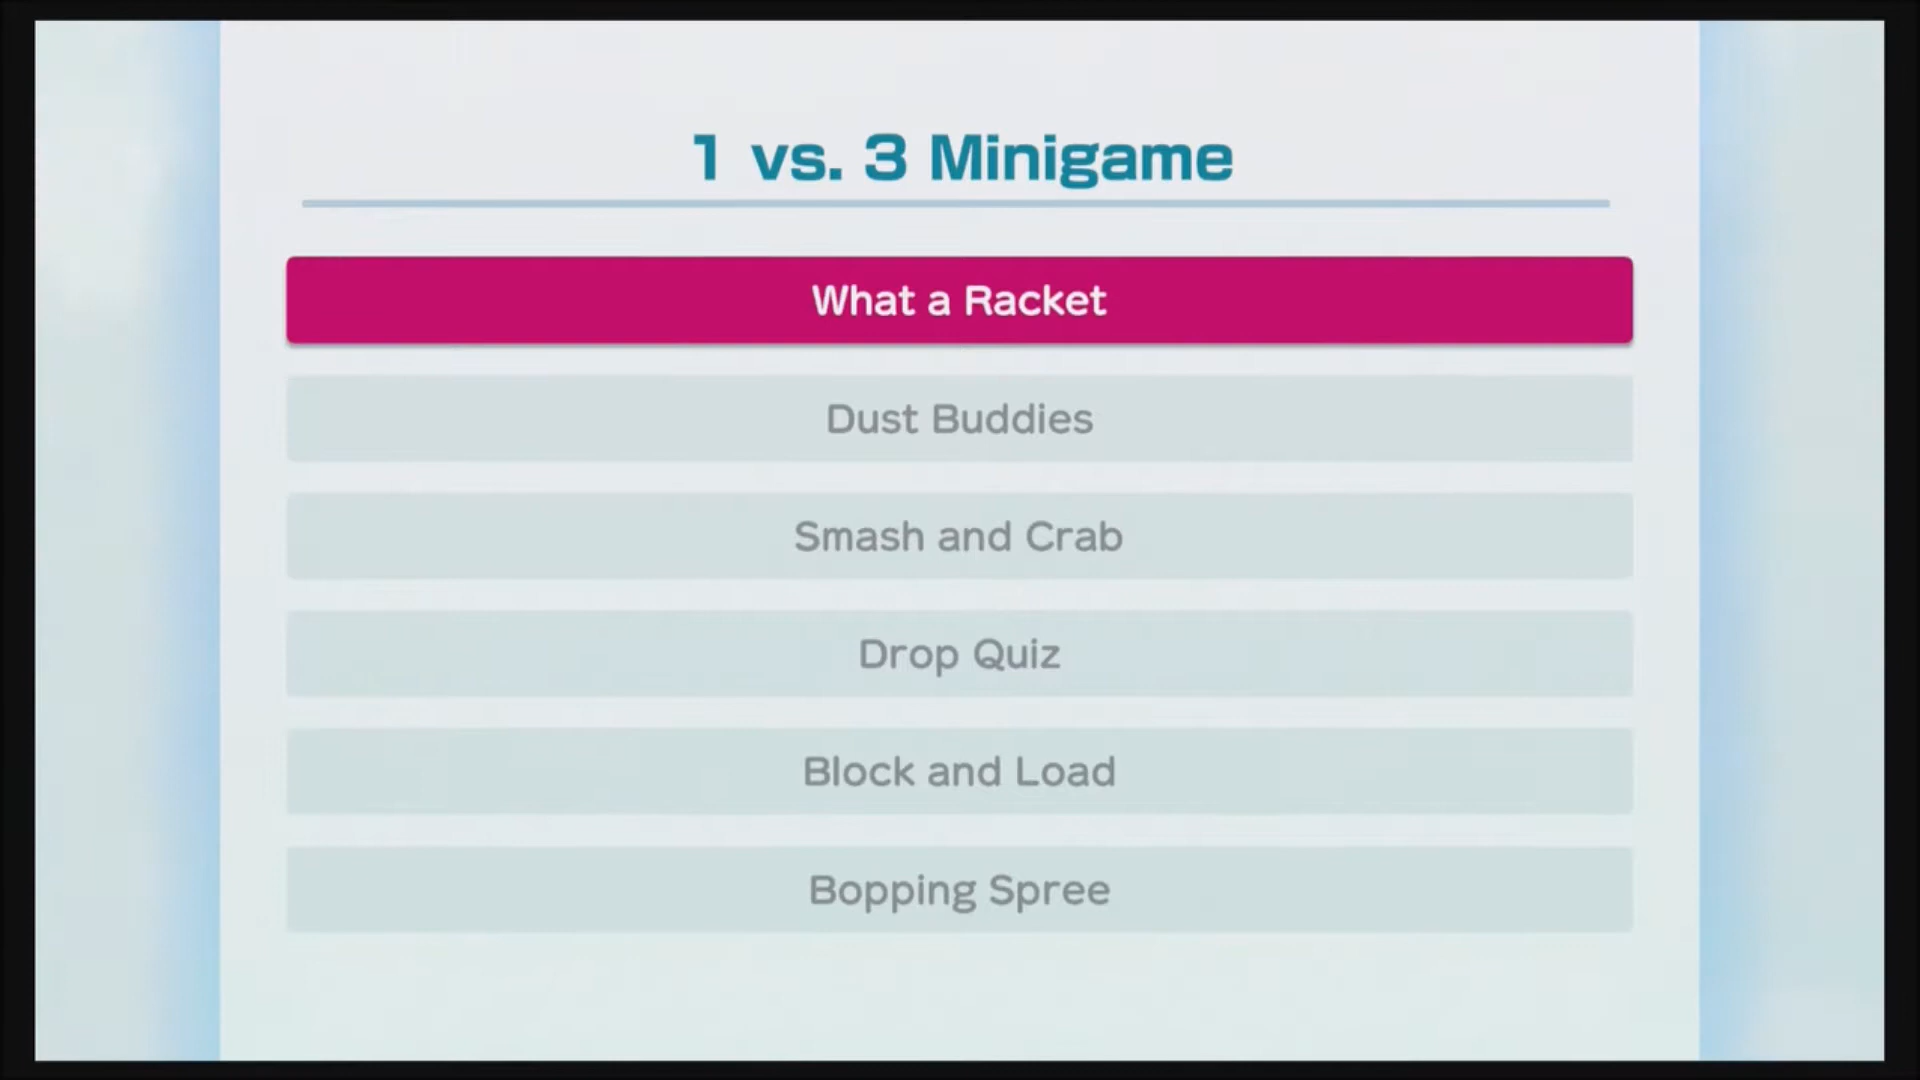 1 vs. 3 Minigame
What a Racket
Dust Buddies
Smash and Crab
Drop Quiz
Block and Load
Bopping Spree